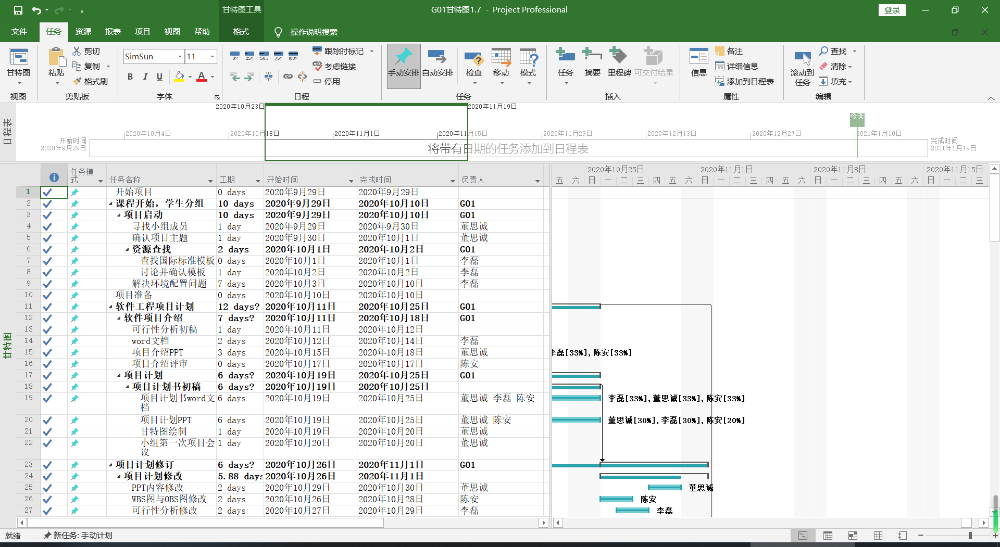 甘特图工具
G01甘特图1.7 - Project Professional
登录
文件 任务 资源 报表 项目 视图 帮助 格式 操作说明搜索
甘特图
粘贴
剪切
复制
格式刷
SimSun 11
B I U A
0% 25% 50% 75% 100%
跟踪时标记
考虑链接
停用
手动安排 自动安排
检查 移动 模式
任务 摘要 里程碑 可交付结果
信息
备注
详细信息
添加到日程表
滚动到
任务
查找
清除
填充
视图 剪贴板 字体 日程 任务 插入 属性 编辑
日程表
2020年10月23日 2020年11月19日
今天
2020年10月4日 2020年10月18日 2020年11月1日 2020年11月15日 2020年11月29日 2020年12月13日 2020年12月27日 2021年1月10日
开始时间
2020年9月29日
将带有日期的任务添加到日程表
完成时间
2021年1月19日
甘特图
任务模式 任务名称 工期 开始时间 完成时间 负责人
2020年10月25日 2020年11月1日 2020年11月8日 2020年11月15日
五 六 日 一 二 三 四 五 六 日 一 二 三 四 五 六 日 一 二 三 四 五 六 日 一 二 三
1 开始项目 0 days 2020年9月29日 2020年9月29日
2 课程开始，学生分组 10 days 2020年9月29日 2020年10月10日 G01
3 项目启动 10 days 2020年9月29日 2020年10月10日 G01
4 寻找小组成员 1 day 2020年9月29日 2020年9月30日 董思诚
5 确认项目主题 1 day 2020年9月30日 2020年10月1日 董思诚
6 资源查找 2 days 2020年10月1日 2020年10月2日 G01
7 查找国际标准模板 0 days 2020年10月1日 2020年10月1日 李磊
8 讨论并确认模板 1 day 2020年10月2日 2020年10月2日 李磊
9 解决环境配置问题 7 days 2020年10月3日 2020年10月10日 李磊
10 项目准备 0 days 2020年10月10日 2020年10月10日
11 软件工程项目计划 12 days? 2020年10月11日 2020年10月25日 G01
12 软件项目介绍 7 days? 2020年10月11日 2020年10月18日 G01
13 可行性分析初稿 1 day 2020年10月11日 2020年10月12日
14 word文档 2 days 2020年10月12日 2020年10月14日 李磊
15 项目介绍PPT 3 days 2020年10月15日 2020年10月18日 董思诚 李磊[33%],陈安[33%]
16 项目介绍评审 0 days 2020年10月17日 2020年10月17日 陈安
17 项目计划 6 days? 2020年10月19日 2020年10月25日 G01
18 项目计划书初稿 6 days? 2020年10月19日 2020年10月25日
19 项目计划书word文档 6 days 2020年10月19日 2020年10月25日 董思诚 李磊 陈安 李磊[33%],董思诚[33%],陈安[33%]
20 项目计划PPT 6 days 2020年10月19日 2020年10月25日 董思诚 陈安 董思诚[30%],李磊[30%],陈安[20%]
21 甘特图绘制 1 day 2020年10月19日 2020年10月20日 董思诚
22 小组第一次项目会议 1 day 2020年10月20日 2020年10月20日 董思诚
23 项目计划修订 6 days? 2020年10月26日 2020年11月1日 G01
24 项目计划修改 5.88 days 2020年10月26日 2020年11月1日
25 PPT内容修改 2 days 2020年10月29日 2020年10月30日 董思诚 董思诚
26 WBS图与OBS图修改 2 days 2020年10月26日 2020年10月28日 陈安 陈安
27 可行性分析修改 2 days 2020年10月27日 2020年10月29日 李磊 李磊
就绪 新任务: 手动计划